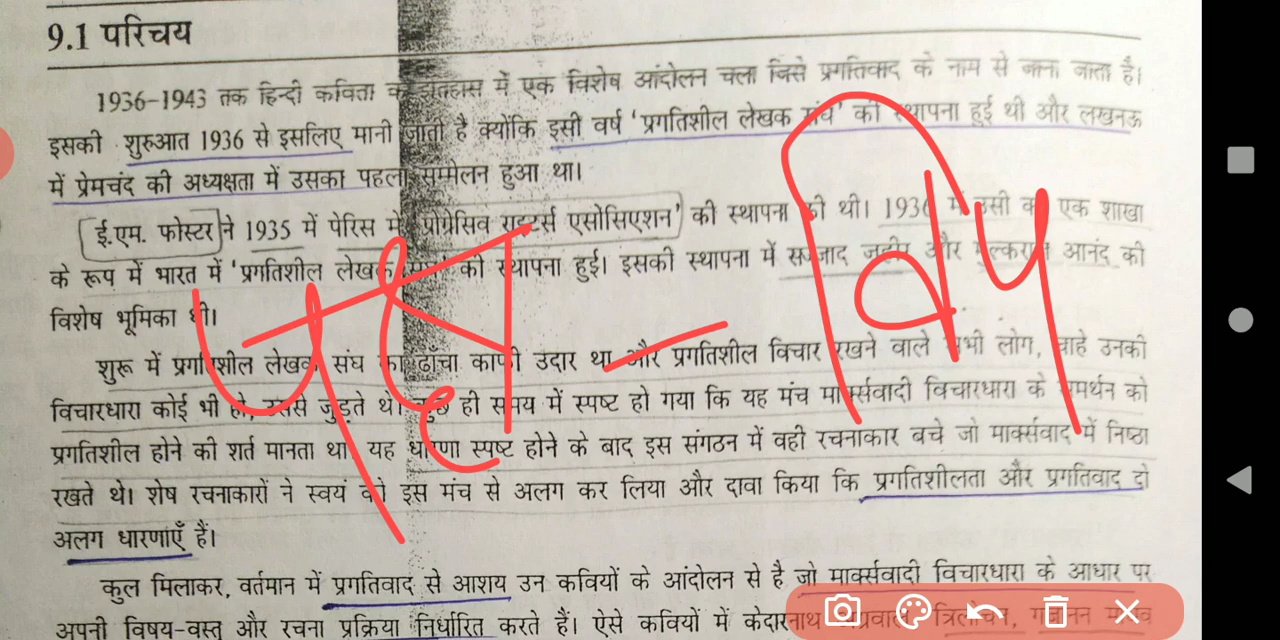 9.1 परिचय
1936-1943 तक हिन्दी कविता के इतिहास में एक विशेष आंदोलन चला जिसे प्रगतिवाद के नाम से जाना जाता है।
इसकी शुरुआत 1936 से इसलिए मानी जाती है क्योंकि इसी वर्ष 'प्रगतिशील लेखक संघ' की स्थापना हुई थी और लखनऊ
में प्रेमचंद की अध्यक्षता में उसका पहला सम्मेलन हुआ था।
ई.एम. फोस्टर ने 1935 में पेरिस में 'प्रोग्रेसिव राइटर्स एसोसिएशन' की स्थापना की थी। 1936 में उसी की एक शाखा
के रूप में भारत में 'प्रगतिशील लेखक संघ' की स्थापना हुई। इसकी स्थापना में सज्जाद जहीर और मुल्कराज आनंद की
विशेष भूमिका थी।
शुरू में प्रगतिशील लेखक संघ का ढाँचा काफी उदार था और प्रगतिशील विचार रखने वाले सभी लोग, चाहे उनकी
विचारधारा कोई भी हो, उससे जुड़ते थे। कुछ ही समय में स्पष्ट हो गया कि यह मंच मार्क्सवादी विचारधारा के समर्थन को
प्रगतिशील होने की शर्त मानता था। यह धारणा स्पष्ट होने के बाद इस संगठन में वही रचनाकार बचे जो मार्क्सवाद में निष्ठा
रखते थे। शेष रचनाकारों ने स्वयं को इस मंच से अलग कर लिया और दावा किया कि प्रगतिशीलता और प्रगतिवाद दो
अलग धारणाएँ हैं।
कुल मिलाकर, वर्तमान में प्रगतिवाद से आशय उन कवियों के आंदोलन से है जो मार्क्सवादी विचारधारा के आधार पर
अपनी विषय-वस्तु और रचना प्रक्रिया निर्धारित करते हैं। ऐसे कवियों में केदारनाथ अग्रवाल, त्रिलोचन, गजानन